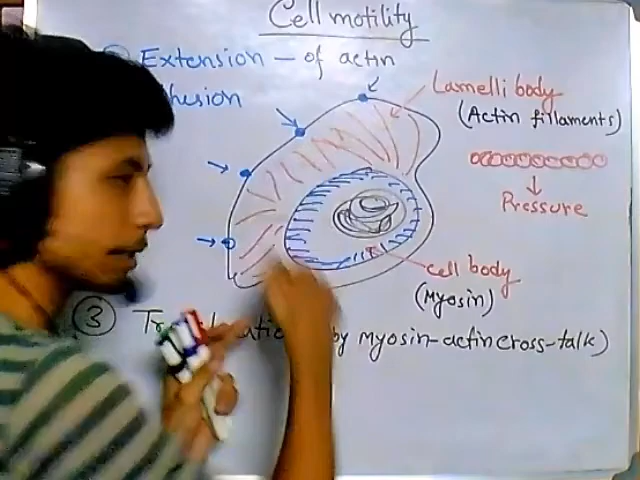 Cell motility
Extension - of actin
Lamelli body
(Actin fillaments)
Pressure
cell body
(Myosin)
③ by myosin-actin cross-talk)